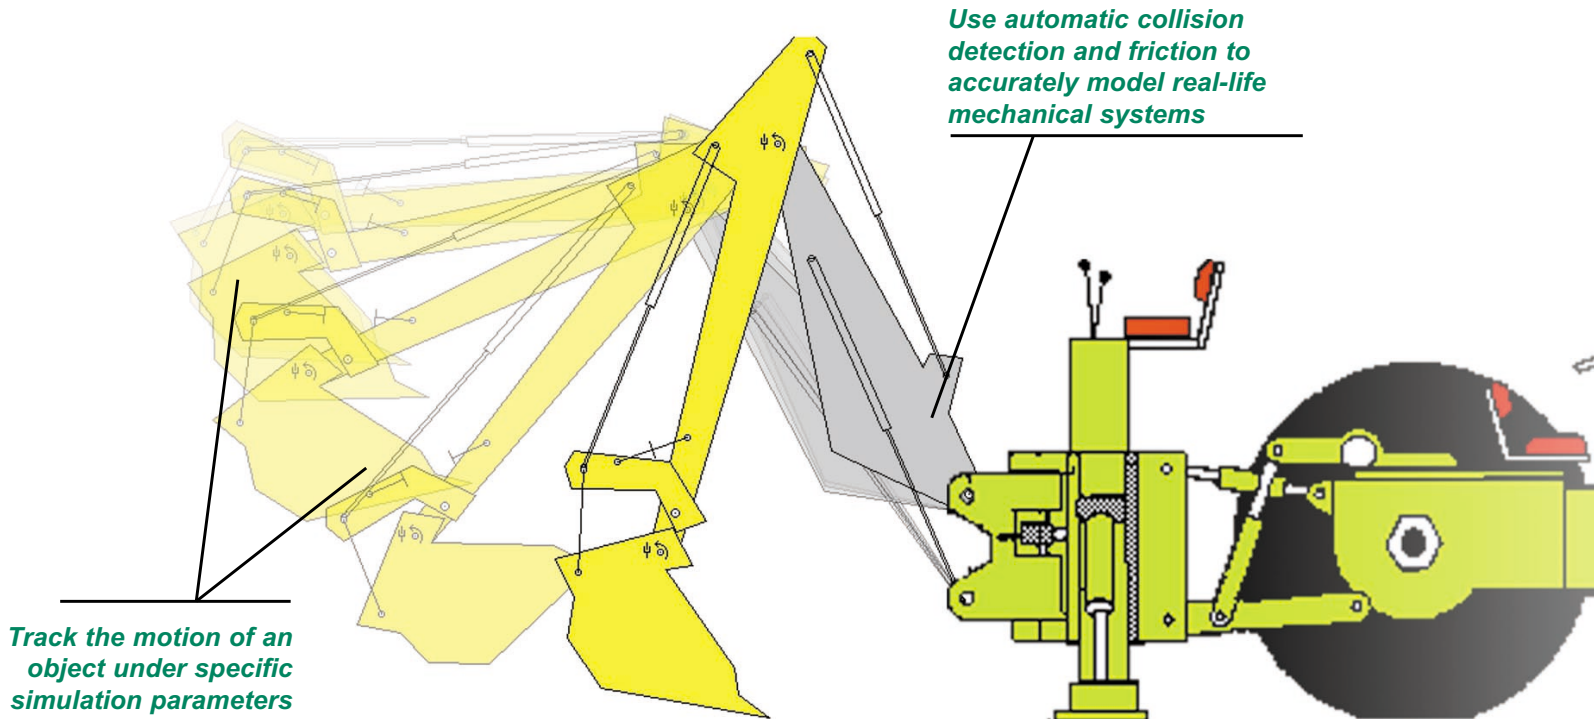 Use automatic collision
detection and friction to
accurately model real-life
mechanical systems
Track the motion of an
object under specific
simulation parameters